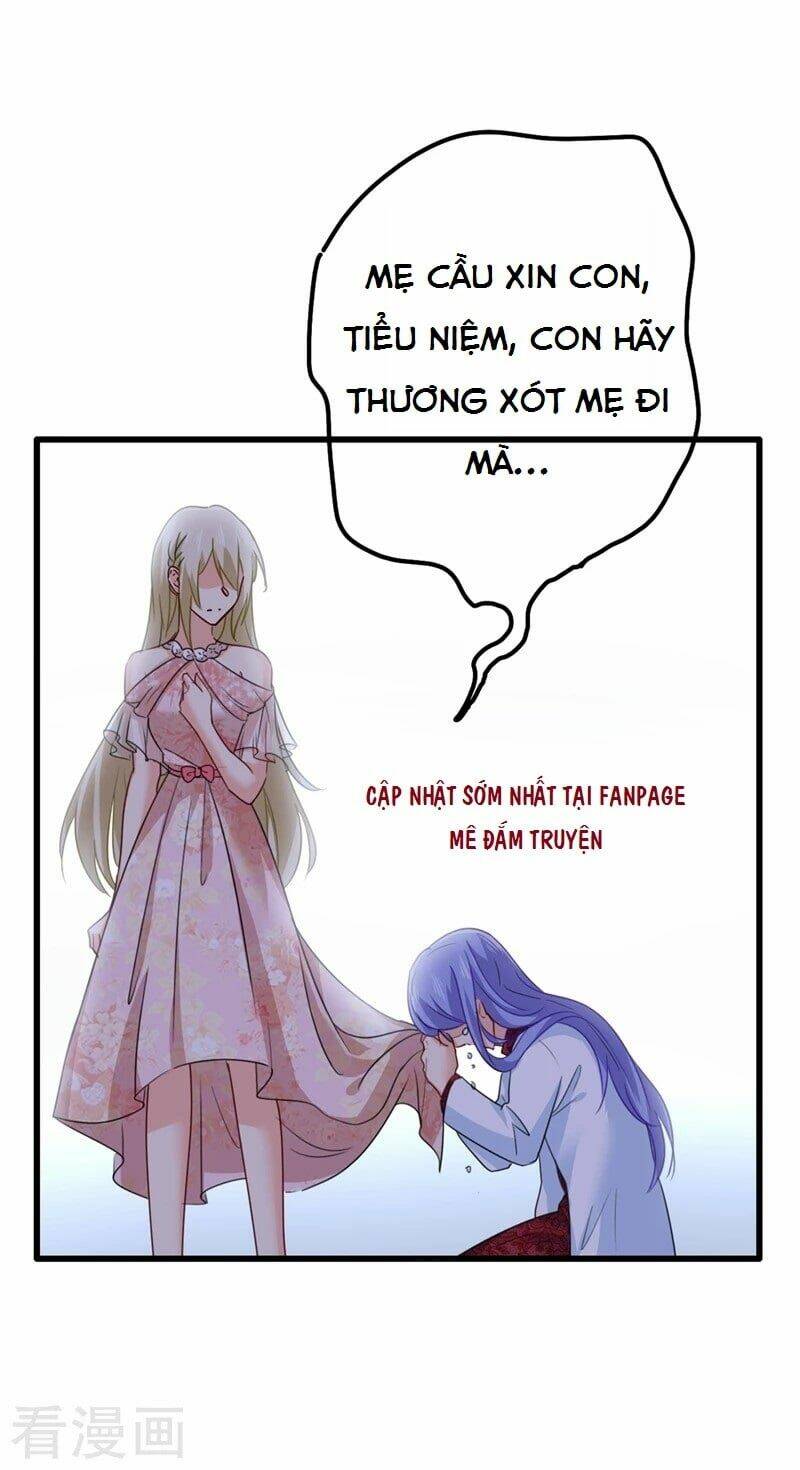 MẸ CẦU XIN CON,
TIỂU NIỆM, CON HÃY
THƯƠNG XÓT MẸ ĐI
MÀ...
CẬP NHẬT SỚM NHẤT TẠI FANPAGE
MÊ ĐẮM TRUYỆN
看漫画